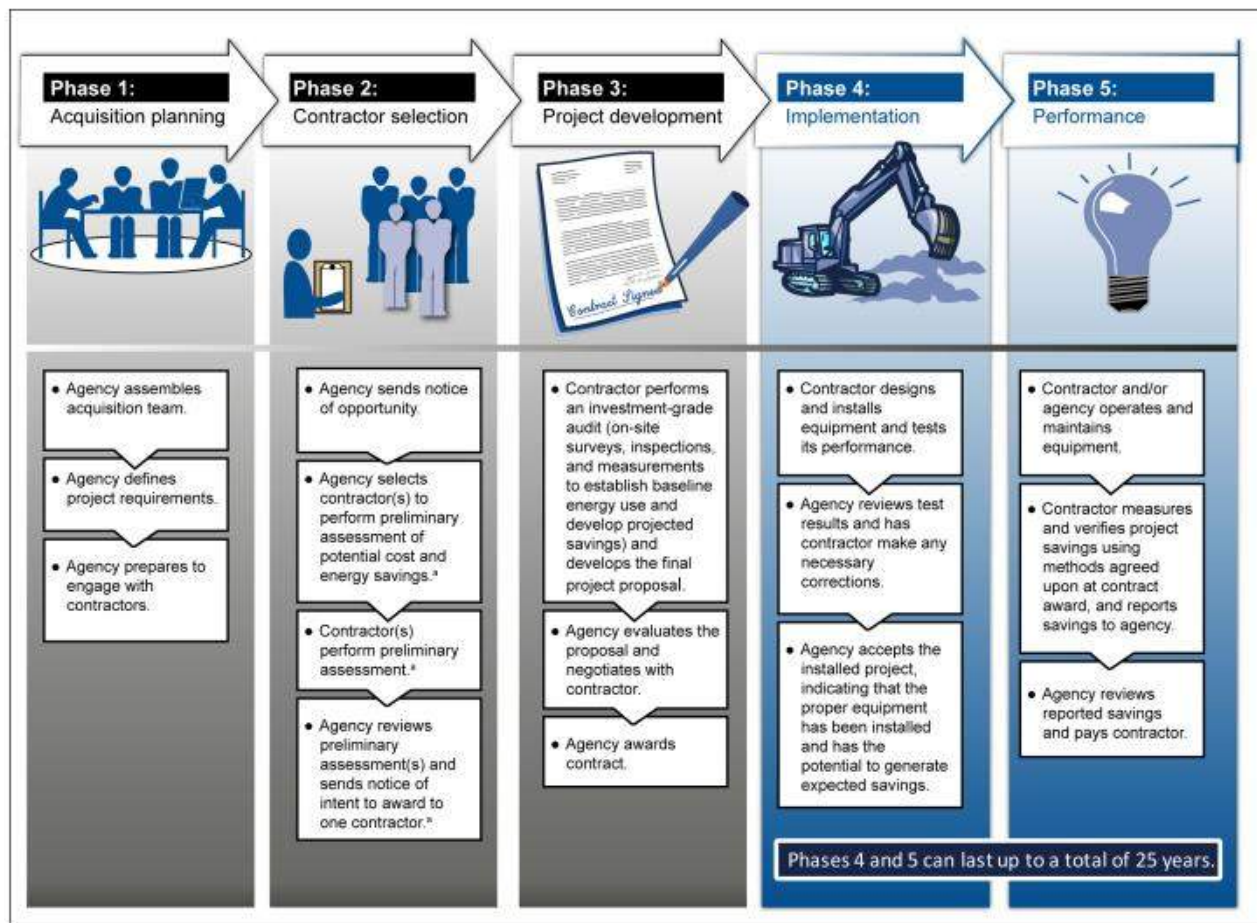 Phase 1:
Acquisition planning
Phase 2:
Contractor selection
Phase 3:
Project development
Phase 4:
Implementation
Phase 5:
Performance
Contract Signed
● Agency assembles
acquisition team.
● Agency defines
project requirements.
● Agency prepares to
engage with
contractors.
● Agency sends notice
of opportunity.
● Agency selects
contractor(s) to
perform preliminary
assessment of
potential cost and
energy savings.ᵃ
● Contractor(s)
perform preliminary
assessment.ᵃ
● Agency reviews
preliminary
assessment(s) and
sends notice of
intent to award to
one contractor.ᵃ
● Contractor performs
an investment-grade
audit (on-site
surveys, inspections,
and measurements
to establish baseline
energy use and
develop projected
savings) and
develops the final
project proposal.
● Agency evaluates the
proposal and
negotiates with
contractor.
● Agency awards
contract.
● Contractor designs
and installs
equipment and tests
its performance.
● Agency reviews test
results and has
contractor make any
necessary
corrections.
● Agency accepts the
installed project,
indicating that the
proper equipment
has been installed
and has the
potential to generate
expected savings.
● Contractor and/or
agency operates and
maintains
equipment.
● Contractor measures
and verifies project
savings using
methods agreed
upon at contract
award, and reports
savings to agency.
● Agency reviews
reported savings
and pays contractor.
Phases 4 and 5 can last up to a total of 25 years.